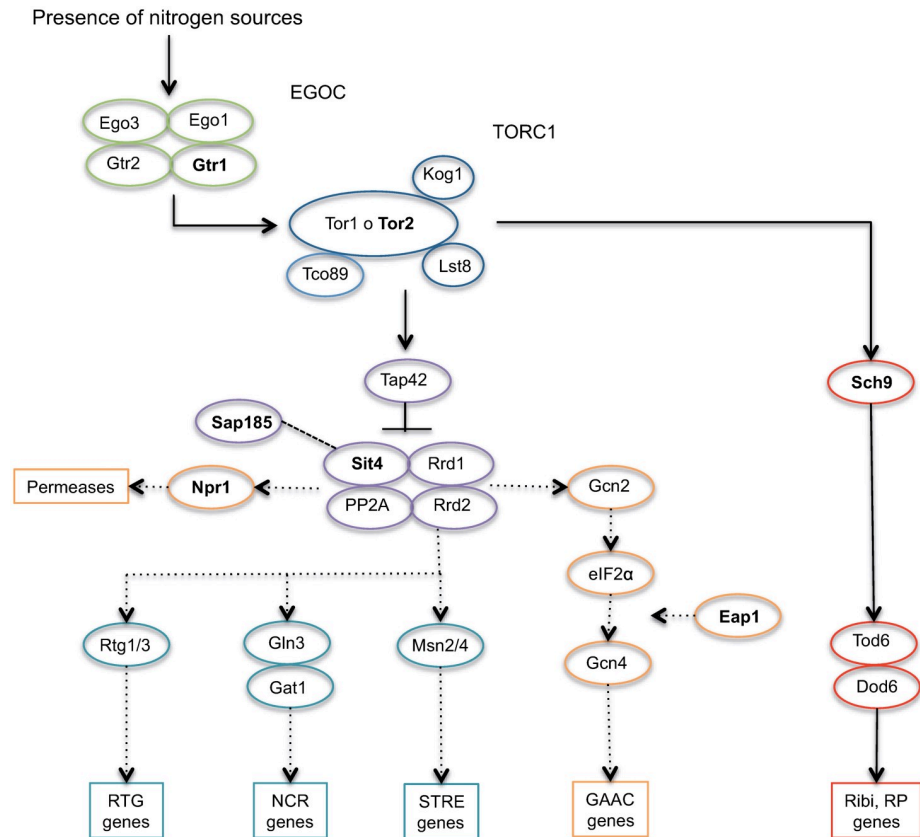 Presence of nitrogen sources
EGOC
Ego3
Ego1
Gtr2
Gtr1
TORC1
Kog1
Tor1 o Tor2
Tco89
Lst8
Tap42
Sch9
Sap185
Sit4
Rrd1
Permeases
Npr1
PP2A
Rrd2
Gcn2
eIF2α
Eap1
Rtg1/3
Gln3
Msn2/4
Gcn4
Tod6
Gat1
Dod6
RTG
genes
NCR
genes
STRE
genes
GAAC
genes
Ribi, RP
genes